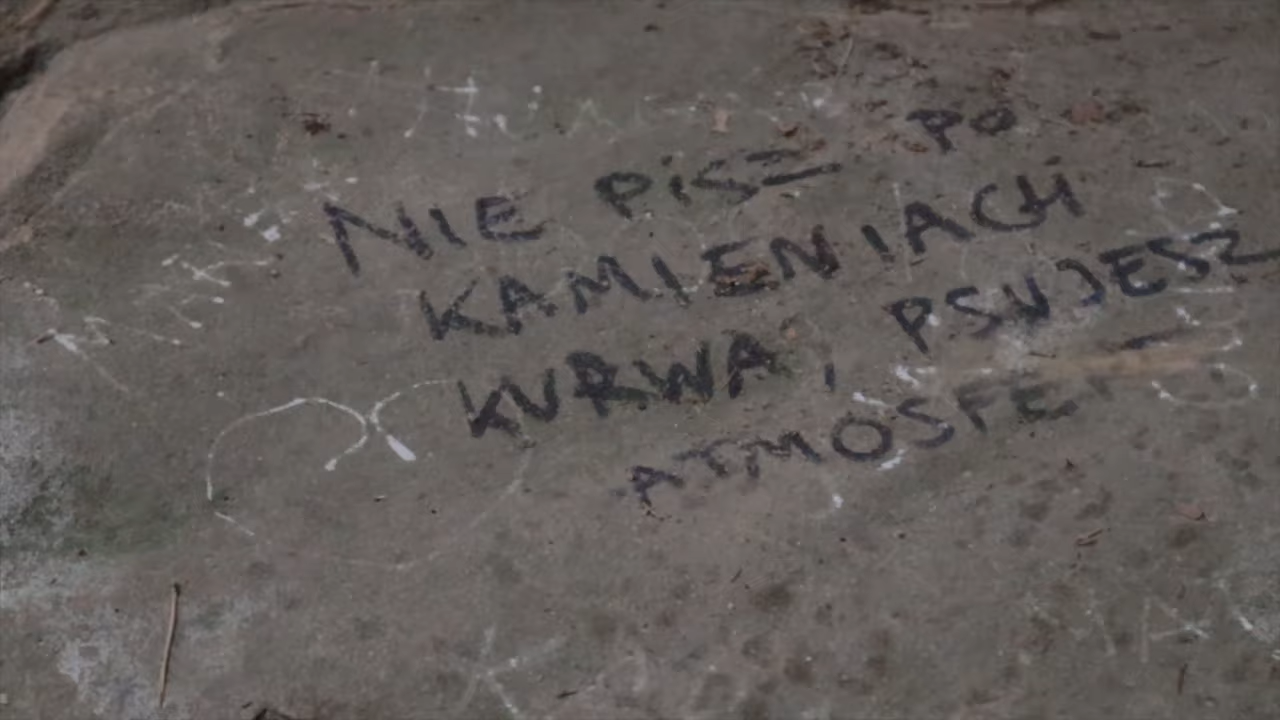 NIE PiSZ PO
KAMIENIACH
KURWA, PSUJESZ
ATMOSFE